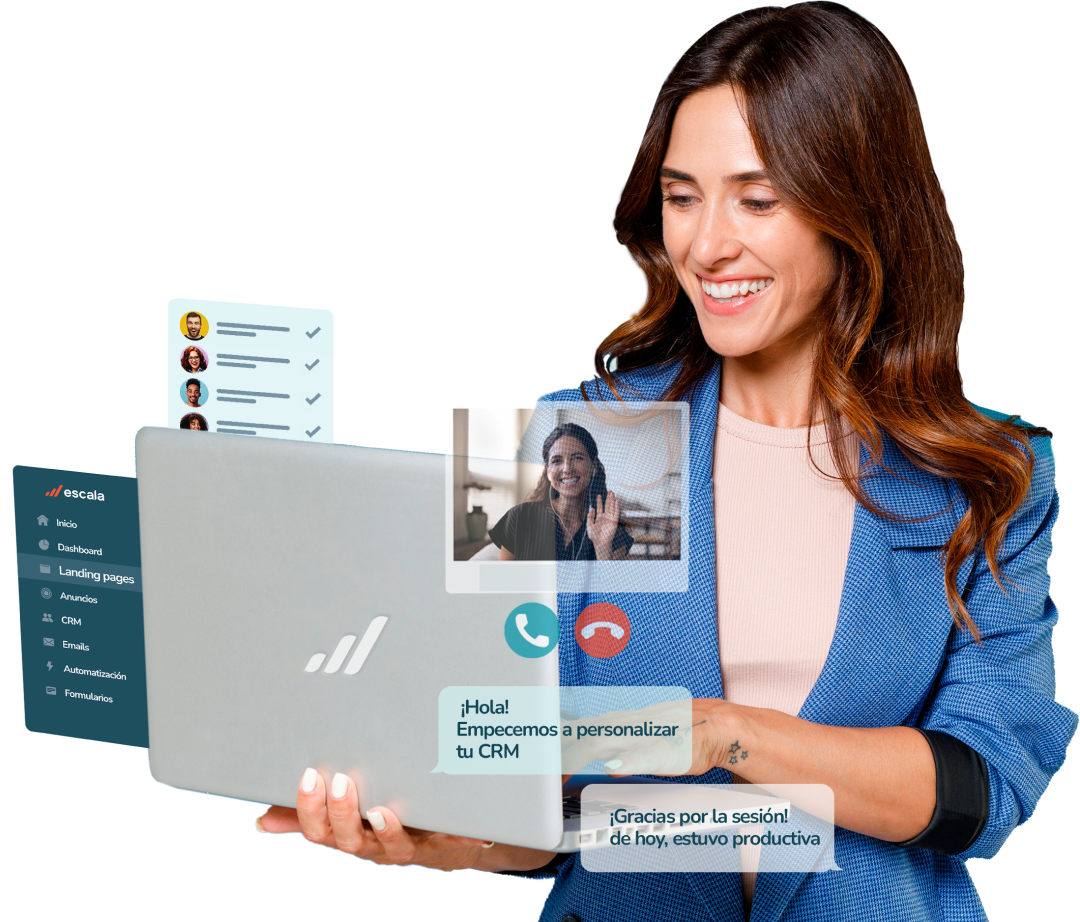 escala
Inicio
Dashboard
Landing pages
Anuncios
CRM
Emails
Automatización
Formularios
¡Hola!
Empecemos a personalizar
tu CRM
¡Gracias por la sesión!
de hoy, estuvo productiva